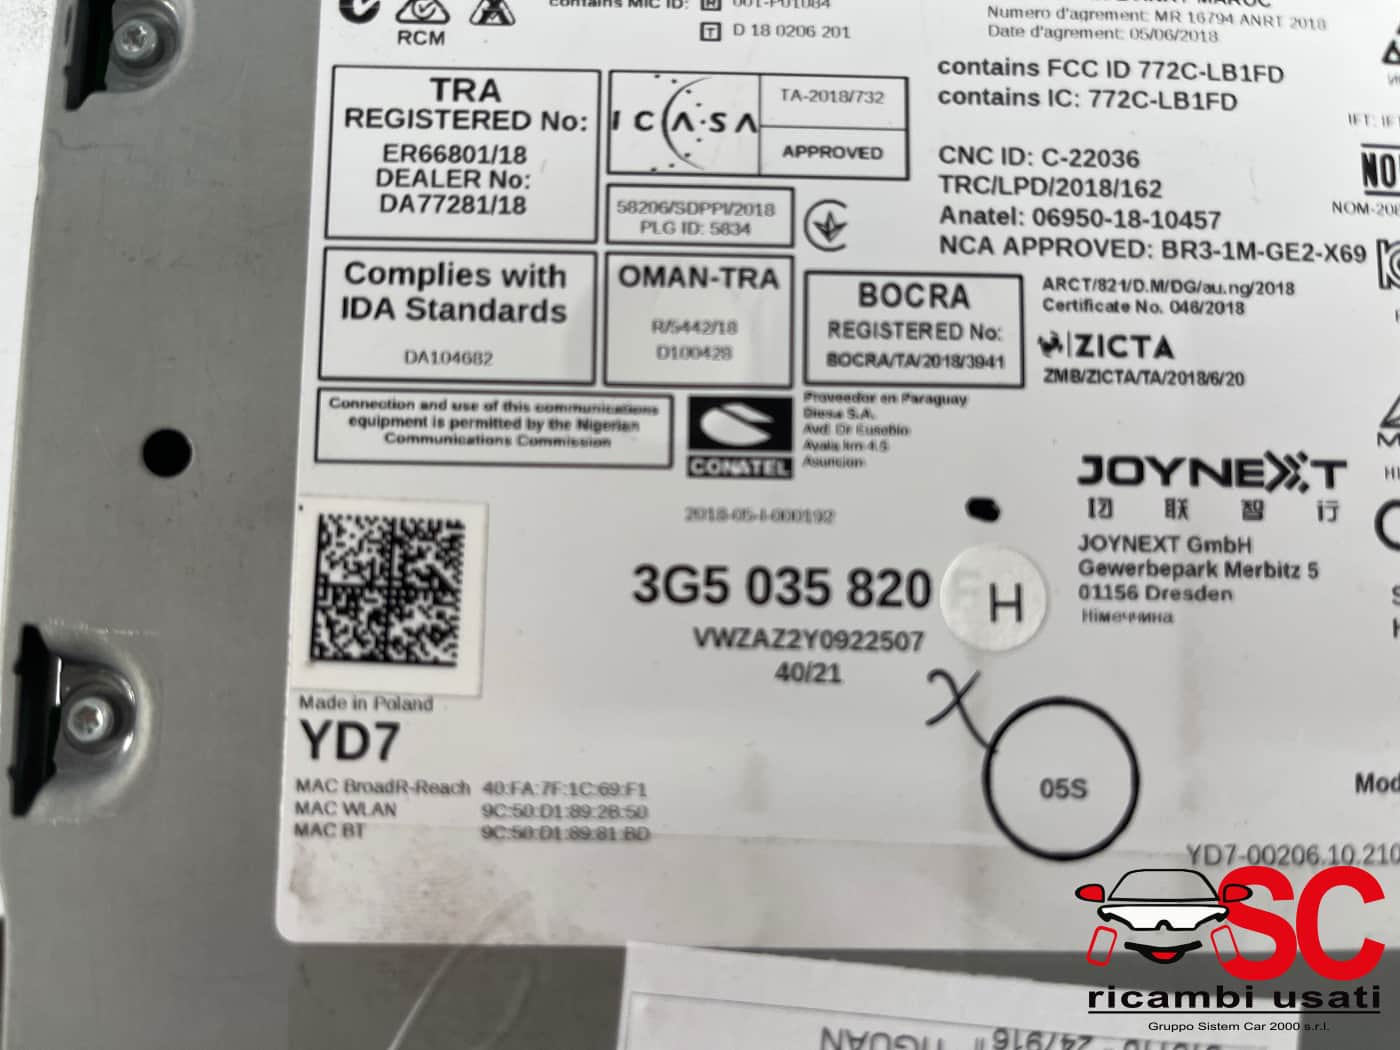 RCM
D 18 0206 201
Numero d'agrement: MR 16794 ANRT 2018
Date d'agrement: 05/06/2018
contains FCC ID 772C-LB1FD
contains IC: 772C-LB1FD
TRA
REGISTERED No:
ER66801/18
DEALER No:
DA77281/18
ICASA
TA-2018/732
APPROVED
58206/SDPPI/2018
PLG ID: 5834
CNC ID: C-22036
TRC/LPD/2018/162
Anatel: 06950-18-10457
NCA APPROVED: BR3-1M-GE2-X69
Complies with
IDA Standards
DA104682
OMAN-TRA
R/5442/18
D100428
BOCRA
REGISTERED No:
BOCRA/TA/2018/3941
ARCT/821/D.M/DG/au.ng/2018
Certificate No. 046/2018
ZICTA
ZMB/ZICTA/TA/2018/6/20
Connection and use of this communications
equipment is permitted by the Nigerian
Communications Commission
CONATEL
Proveedor en Paraguay
Diesa S.A.
Avd. Dr Eusebio
Ayala km 4.5
Asuncion
2018-05-I-000192
JOYNEXT
联 智 行
JOYNEXT GmbH
Gewerbepark Merbitz 5
01156 Dresden
Німеччина
3G5 035 820 H
VWZAZ2Y0922507
40/21
Made in Poland
YD7
MAC BroadR-Reach 40:FA:7F:1C:69:F1
MAC WLAN 9C:50:D1:89:2B:50
MAC BT 9C:50:D1:89:81:BD
X
05S
YD7-00206.10.210
SC
ricambi usati
Gruppo Sistem Car 2000 s.r.l.
TIGUAN
247916